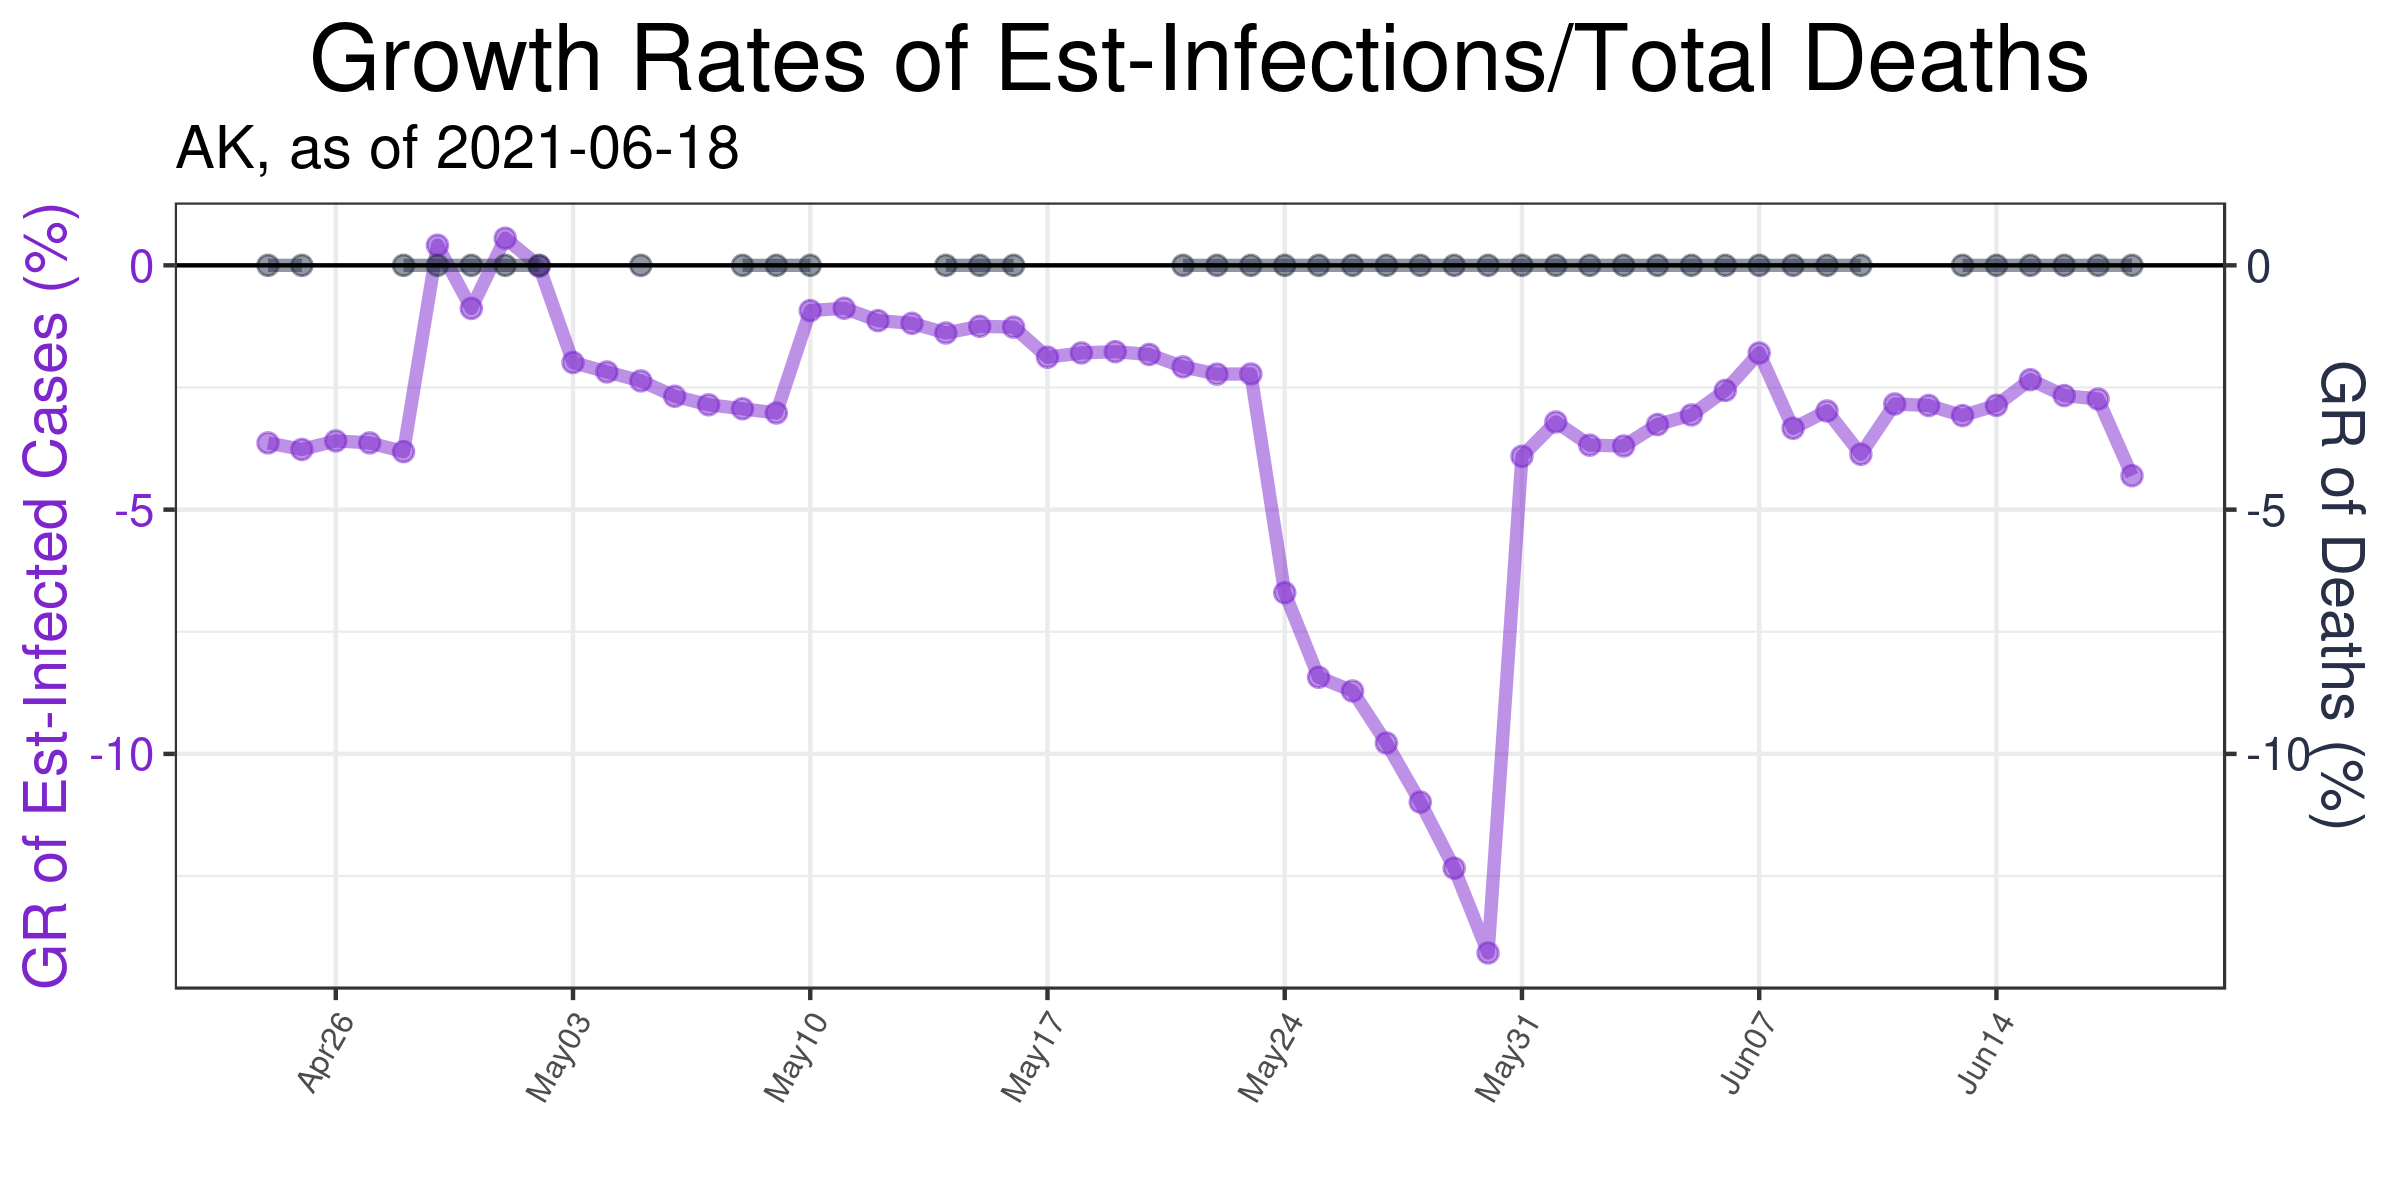 Growth Rates of Est-Infections/Total Deaths
AK, as of 2021-06-18
GR of Est-Infected Cases (%)
0
-5
-10
0
-5
-10
GR of Deaths (%)
Apr26
May03
May10
May17
May24
May31
Jun07
Jun14